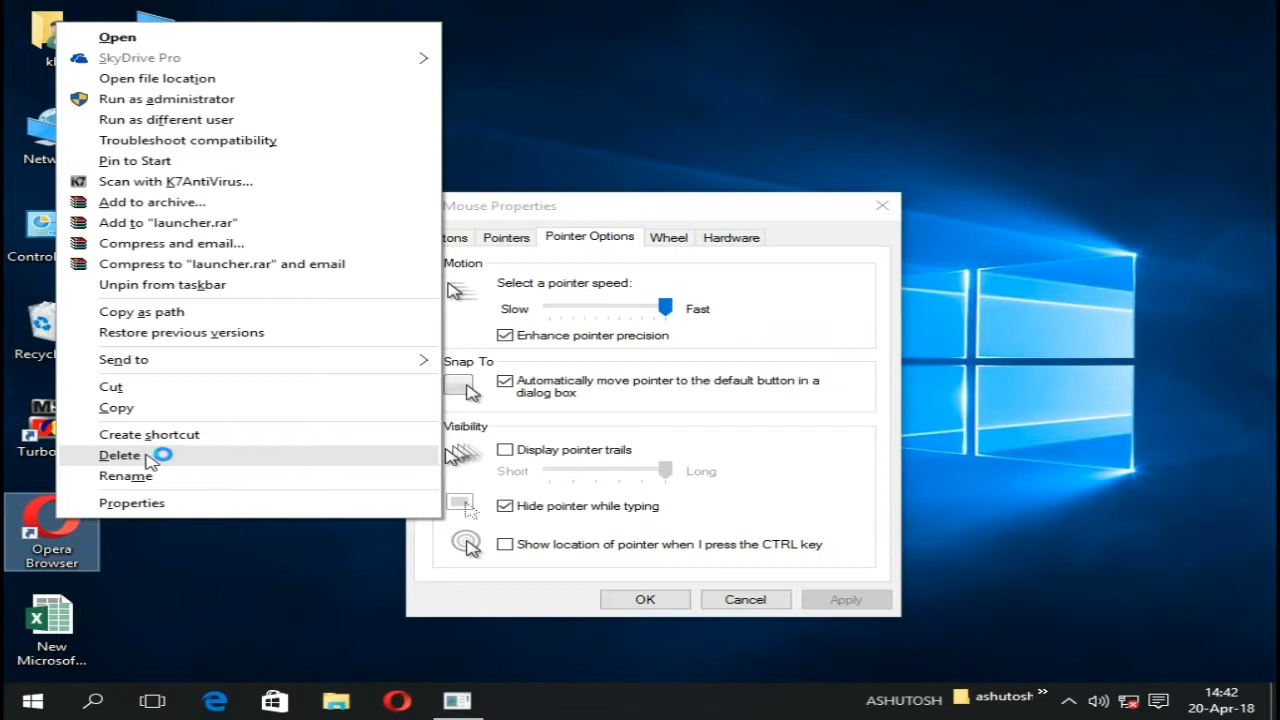 Open
SkyDrive Pro
Open file location
Run as administrator
Run as different user
Troubleshoot compatibility
Pin to Start
Scan with K7AntiVirus...
Add to archive...
Add to "launcher.rar"
Compress and email...
Compress to "launcher.rar" and email
Unpin from taskbar
Copy as path
Restore previous versions
Send to
Cut
Copy
Create shortcut
Delete
Rename
Properties
Netw
Control
Recyc
MS
Turbo
Opera
Browser
New
Microsof...
Mouse Properties
tons
Pointers
Pointer Options
Wheel
Hardware
Motion
Select a pointer speed:
Slow
Fast
Enhance pointer precision
Snap To
Automatically move pointer to the default button in a
dialog box
Visibility
Display pointer trails
Short
Long
Hide pointer while typing
Show location of pointer when I press the CTRL key
OK
Cancel
Apply
ASHUTOSH
ashutosh
14:42
20-Apr-18